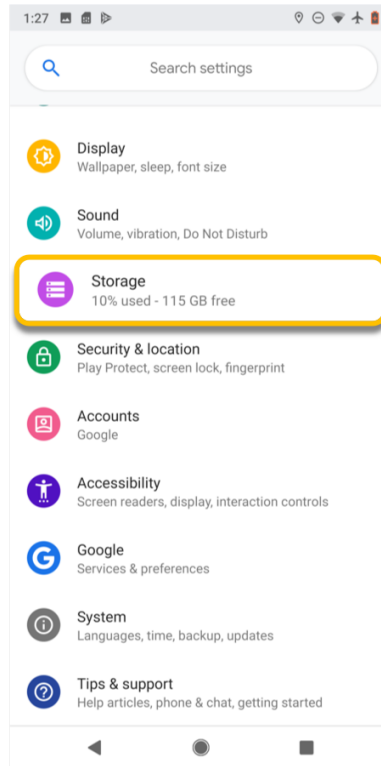 1:27
Search settings
Display
Wallpaper, sleep, font size
Sound
Volume, vibration, Do Not Disturb
Storage
10% used - 115 GB free
Security & location
Play Protect, screen lock, fingerprint
Accounts
Google
Accessibility
Screen readers, display, interaction controls
Google
Services & preferences
System
Languages, time, backup, updates
Tips & support
Help articles, phone & chat, getting started